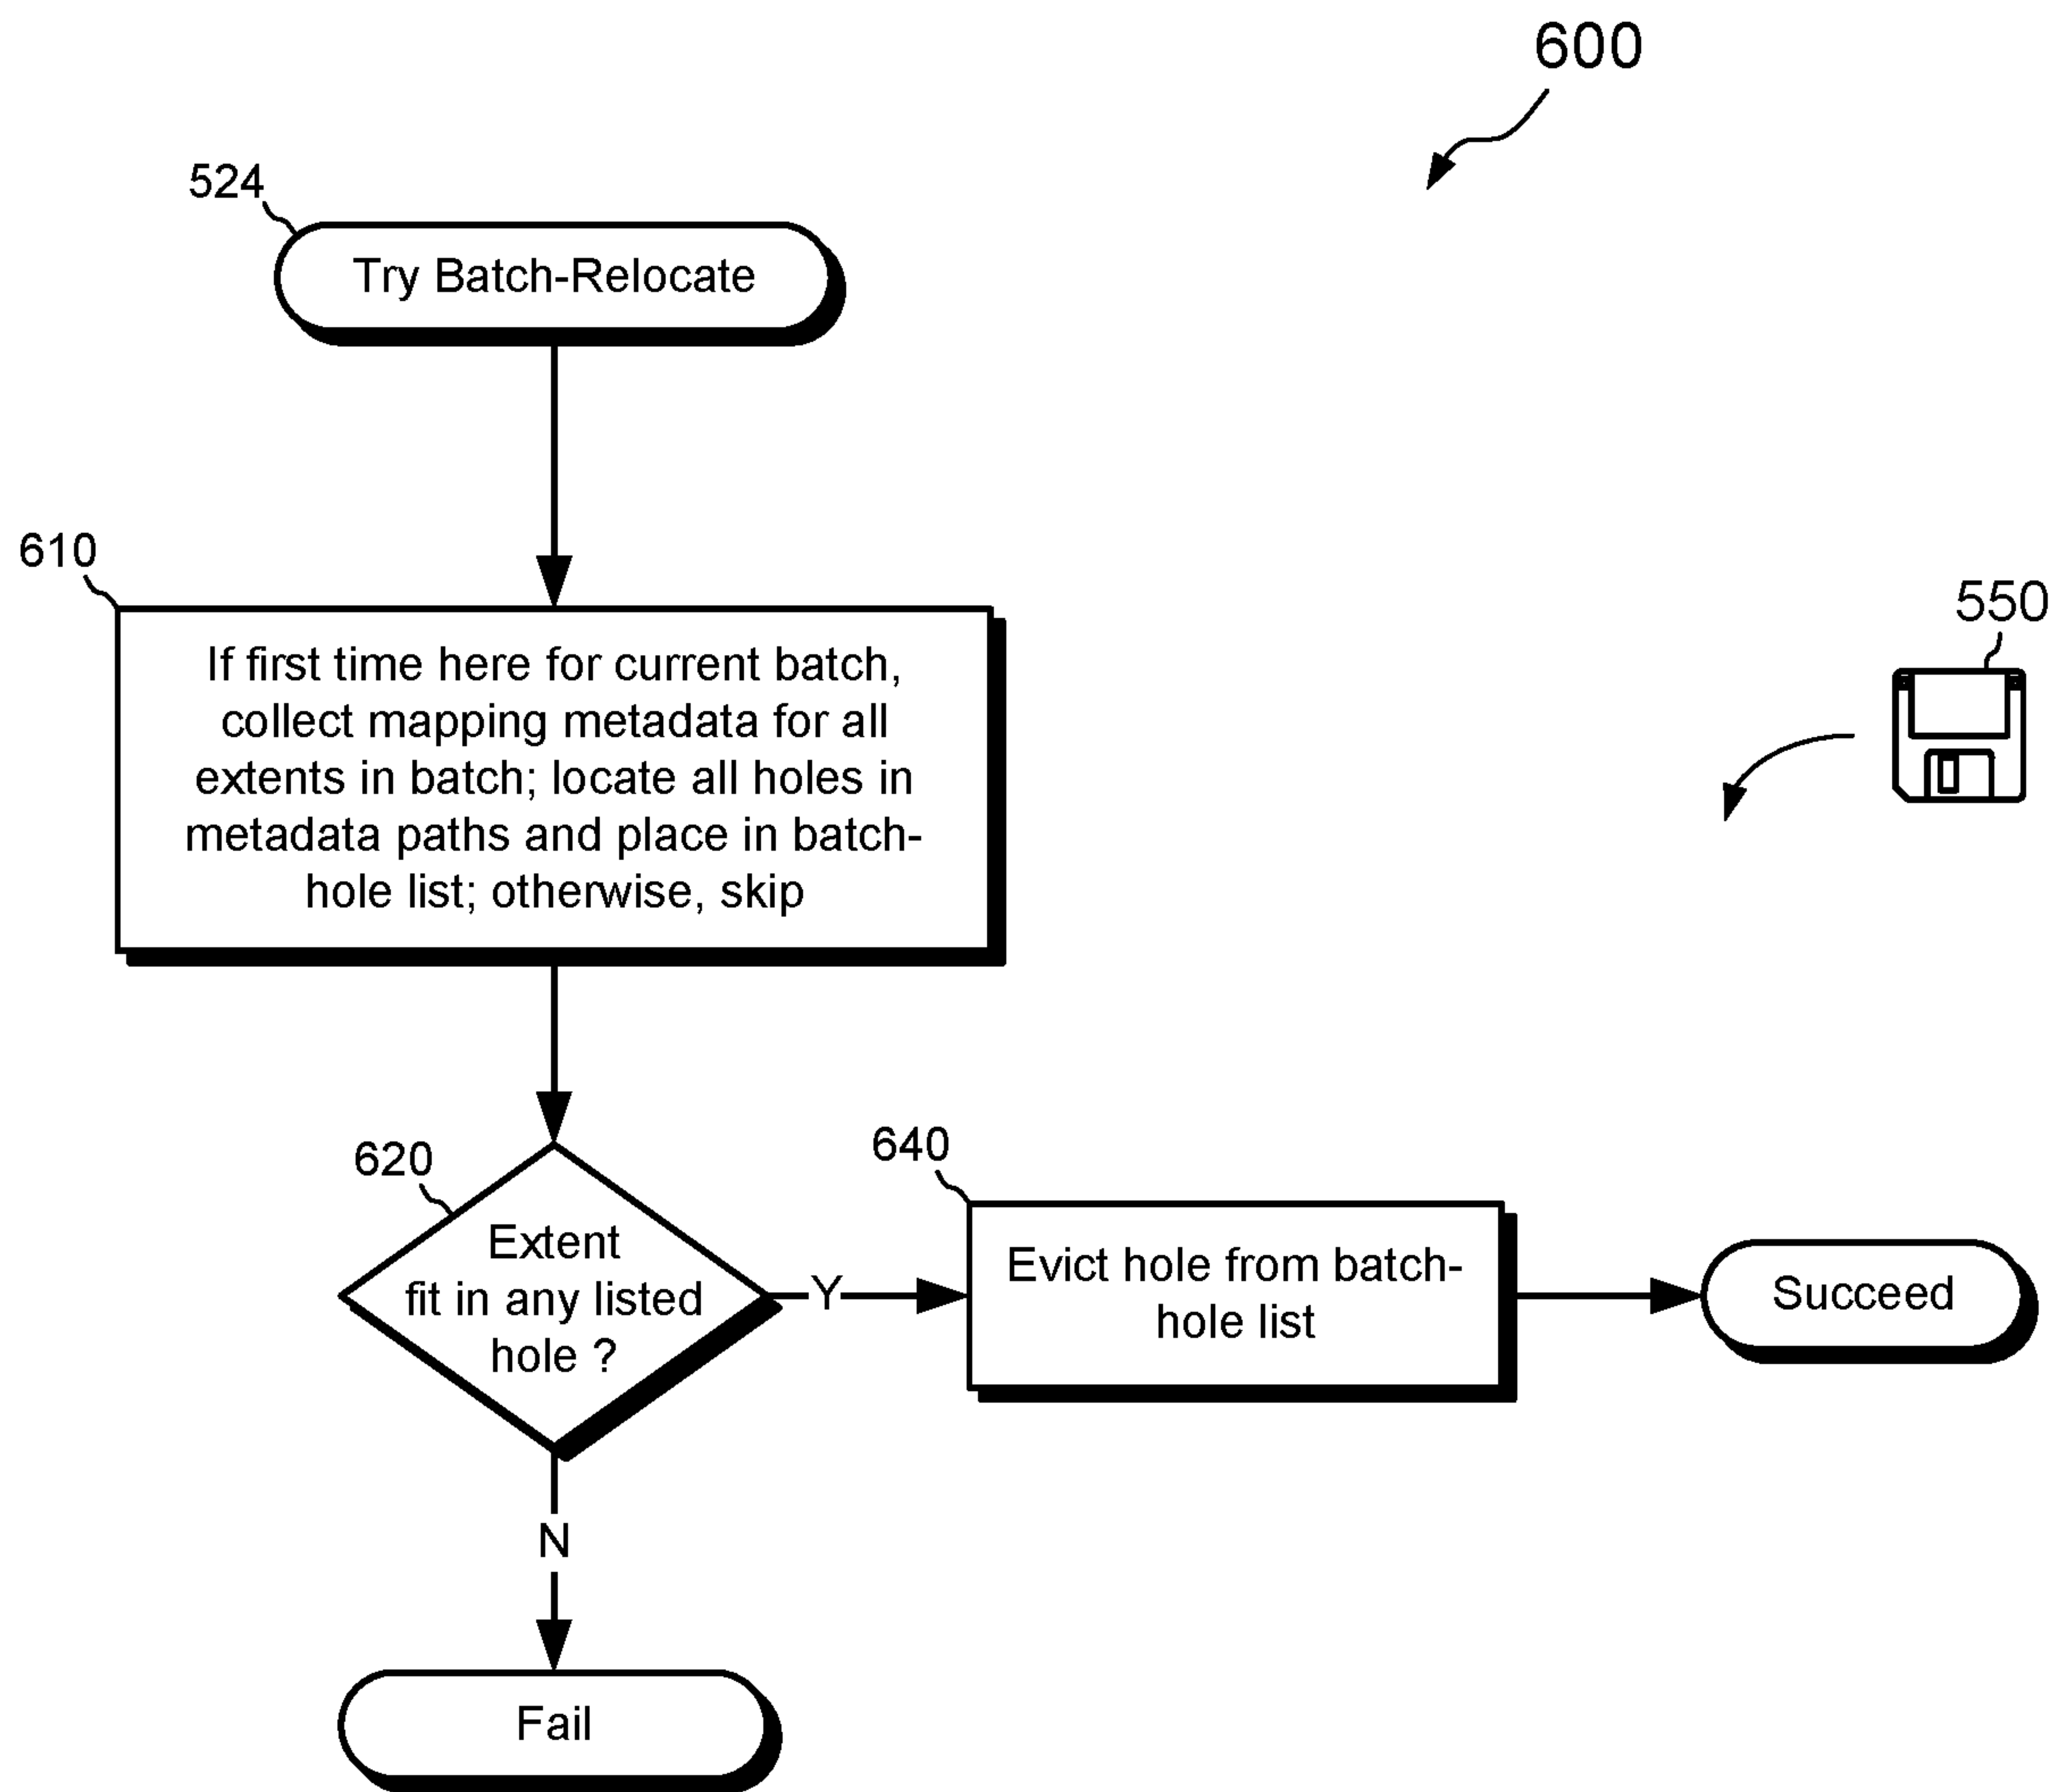 600
524
Try Batch-Relocate
610
If first time here for current batch,
collect mapping metadata for all
extents in batch; locate all holes in
metadata paths and place in batch-
hole list; otherwise, skip
550
620
Extent
fit in any listed
hole ?
Y
640
Evict hole from batch-
hole list
Succeed
N
Fail